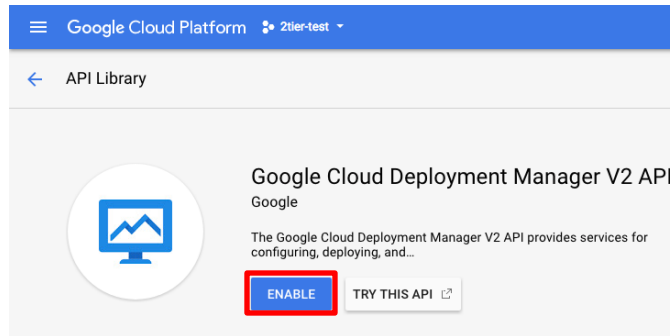 Google Cloud Platform 2tier-test
API Library
Google Cloud Deployment Manager V2 API
Google
The Google Cloud Deployment Manager V2 API provides services for
configuring, deploying, and…
ENABLE TRY THIS API